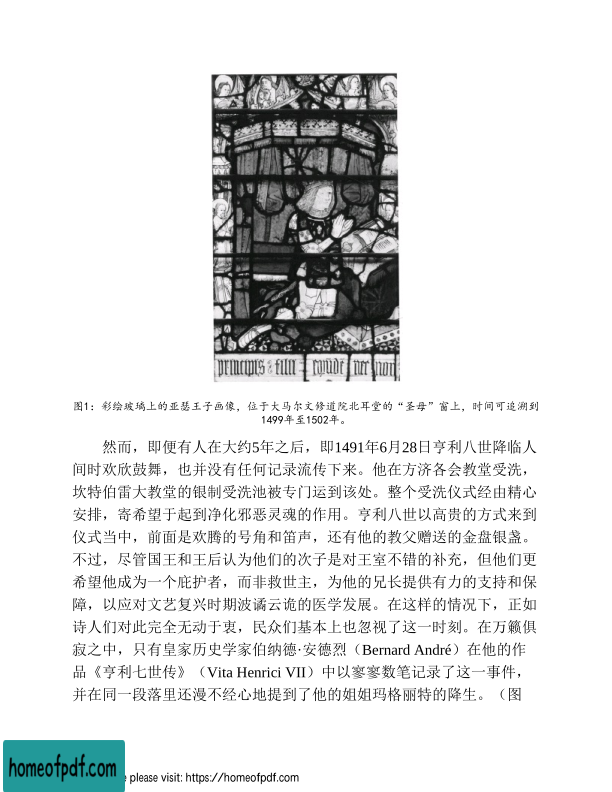 principis & filii
nec non
图1：彩绘玻璃上的亚瑟王子画像，位于大马尔文修道院北耳堂的“圣母”窗上，时间可追溯到
1499年至1502年。
然而，即便有人在大约5年之后，即1491年6月28日亨利八世降临人
间时欢欣鼓舞，也并没有任何记录流传下来。他在方济各会教堂受洗，
坎特伯雷大教堂的银制受洗池被专门运到该处。整个受洗仪式经由精心
安排，寄希望于起到净化邪恶灵魂的作用。亨利八世以高贵的方式来到
仪式当中，前面是欢腾的号角和笛声，还有他的教父赠送的金盘银盏。
不过，尽管国王和王后认为他们的次子是对王室不错的补充，但他们更
希望他成为一个庇护者，而非救世主，为他的兄长提供有力的支持和保
障，以应对文艺复兴时期波谲云诡的医学发展。在这样的情况下，正如
诗人们对此完全无动于衷，民众们基本上也忽视了这一时刻。在万籁俱
寂之中，只有皇家历史学家伯纳德·安德烈（Bernard André）在他的作
品《亨利七世传》（Vita Henrici VII）中以寥寥数笔记录了这一事件，
并在同一段落里还漫不经心地提到了他的姐姐玛格丽特的降生。（图
homeofpdf.com
please visit: https://homeofpdf.com